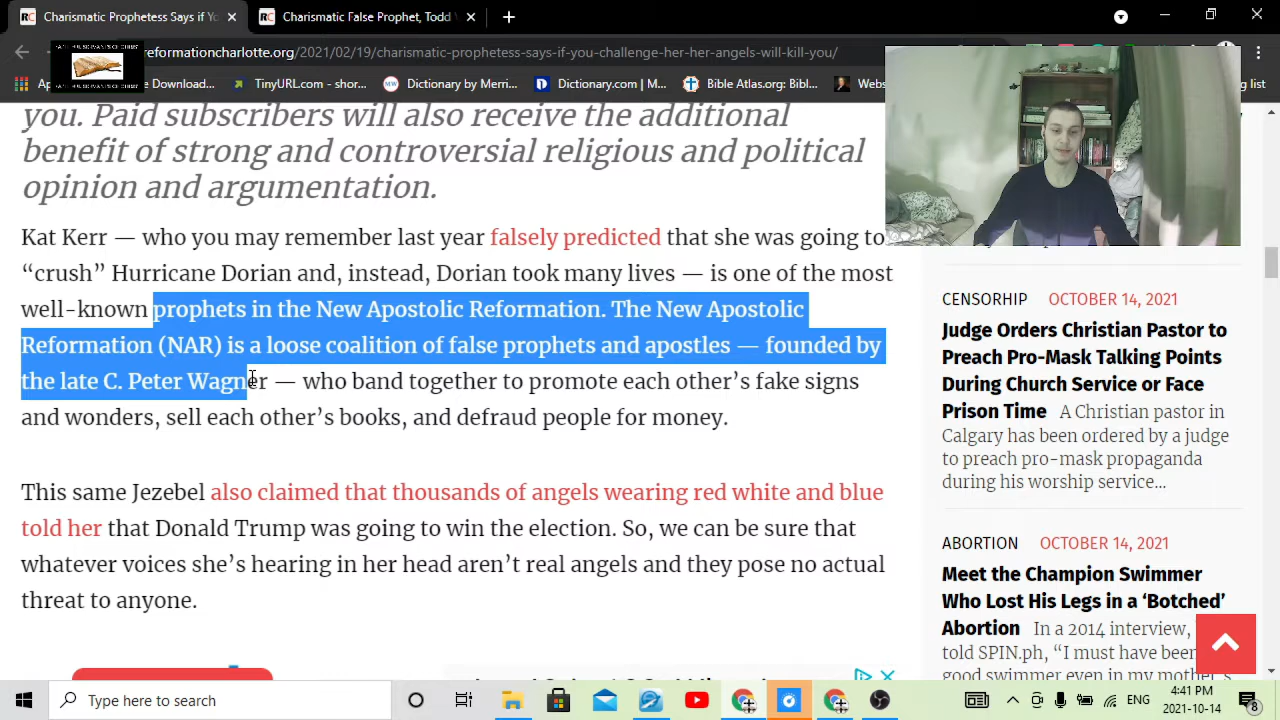 Charismatic Prophetess Says if Yo
Charismatic False Prophet, Todd
reformationcharlotte.org/2021/02/19/charismatic-prophetess-says-if-you-challenge-her-her-angels-will-kill-you/
Download...
TinyURL.com - shor...
Dictionary by Merri...
Dictionary.com | M...
Bible Atlas.org: Bibl...
you. Paid subscribers will also receive the additional
benefit of strong and controversial religious and political
opinion and argumentation.
Kat Kerr — who you may remember last year falsely predicted that she was going to
“crush” Hurricane Dorian and, instead, Dorian took many lives — is one of the most
well-known prophets in the New Apostolic Reformation. The New Apostolic
Reformation (NAR) is a loose coalition of false prophets and apostles — founded by
the late C. Peter Wagner — who band together to promote each other’s fake signs
and wonders, sell each other’s books, and defraud people for money.
This same Jezebel also claimed that thousands of angels wearing red white and blue
told her that Donald Trump was going to win the election. So, we can be sure that
whatever voices she’s hearing in her head aren’t real angels and they pose no actual
threat to anyone.
CENSORHIP OCTOBER 14, 2021
Judge Orders Christian Pastor to
Preach Pro-Mask Talking Points
During Church Service or Face
Prison Time A Christian pastor in
Calgary has been ordered by a judge
to preach pro-mask propaganda
during his worship service...
ABORTION OCTOBER 14, 2021
Meet the Champion Swimmer
Who Lost His Legs in a ‘Botched’
Abortion In a 2014 interview,
told SPIN.ph, “I must have been
good swimmer even in my mother’s
Type here to search
ENG
4:41 PM
2021-10-14
8